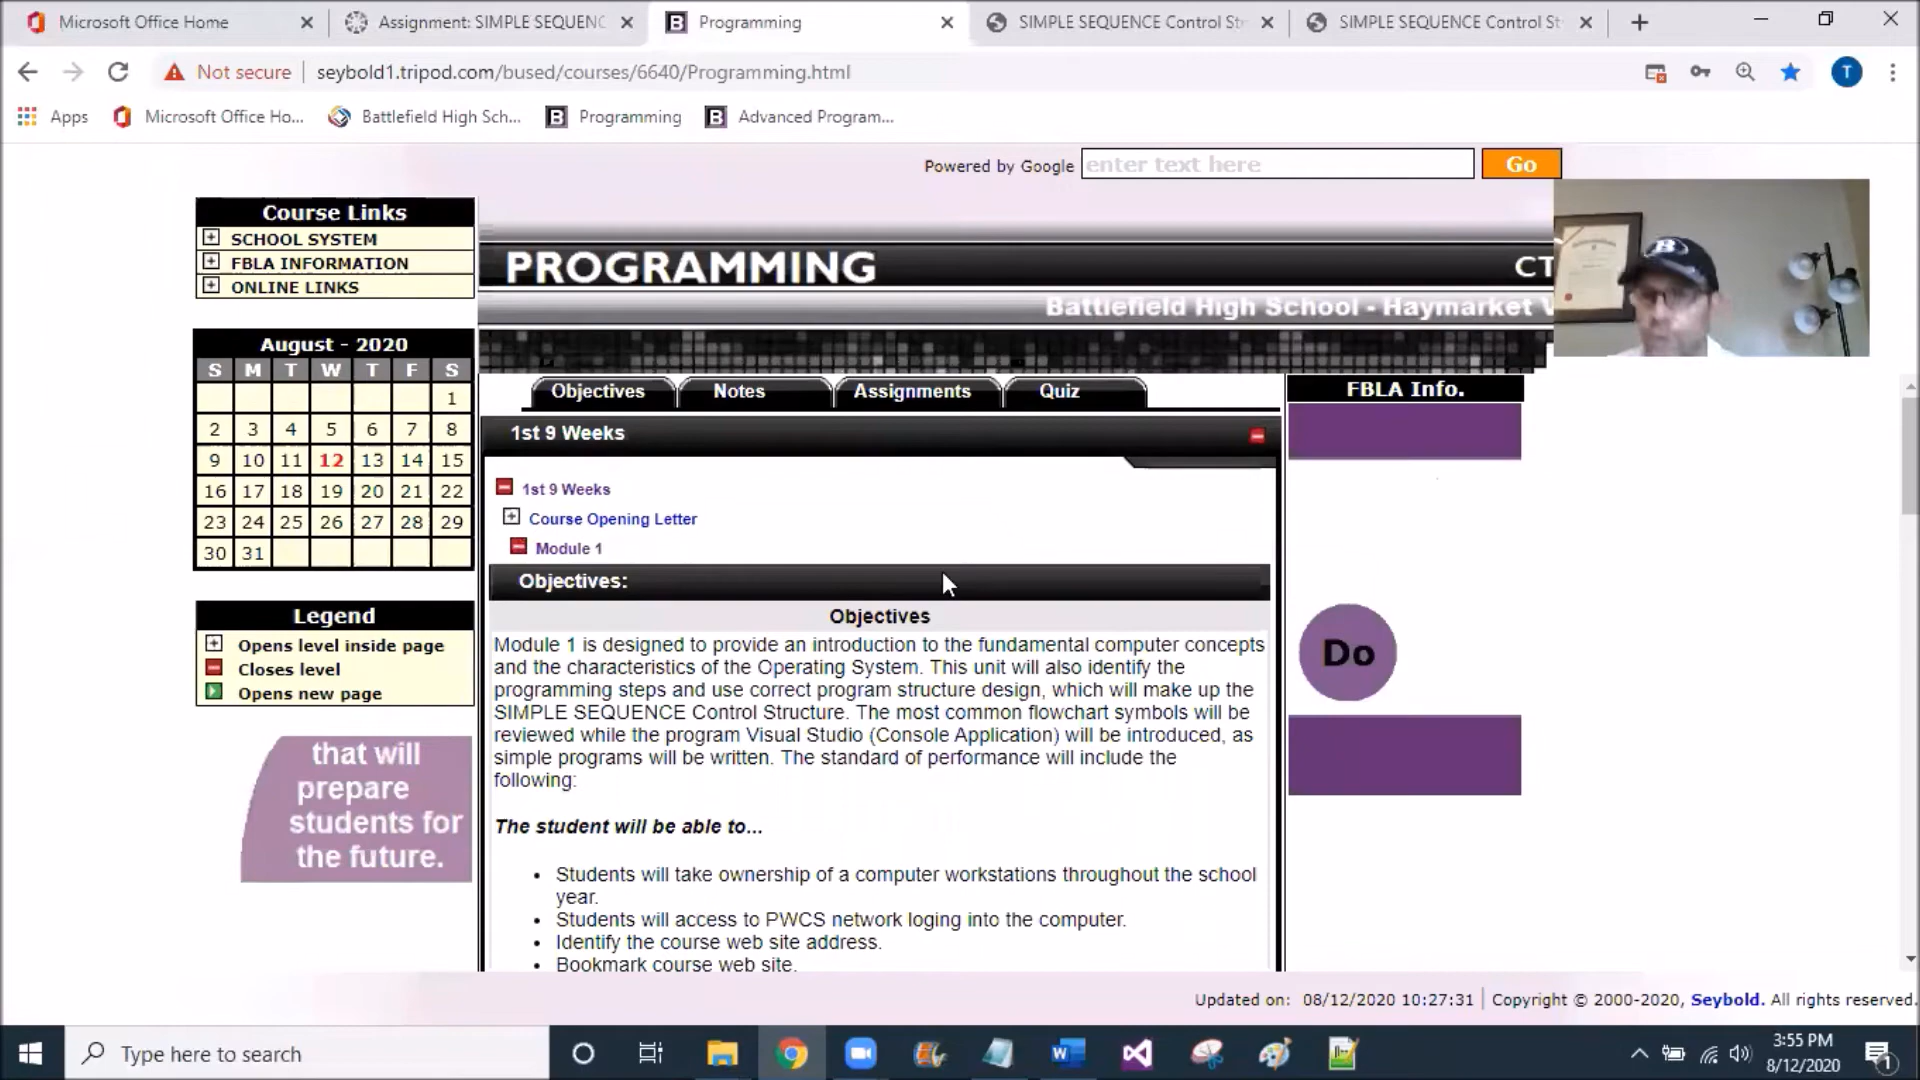 Microsoft Office Home
Assignment: SIMPLE SEQUENC
Programming
SIMPLE SEQUENCE Control Str
SIMPLE SEQUENCE Control St
Not secure
seybold1.tripod.com/bused/courses/6640/Programming.html
T
Apps
Microsoft Office Ho...
Battlefield High Sch...
Programming
Advanced Program...
Powered by Google
enter text here
Go
Course Links
SCHOOL SYSTEM
FBLA INFORMATION
ONLINE LINKS
PROGRAMMING
CT
Battlefield High School - Haymarket V
B
August - 2020
S M T W T F S
1
2 3 4 5 6 7 8
9 10 11 12 13 14 15
16 17 18 19 20 21 22
23 24 25 26 27 28 29
30 31
Legend
Opens level inside page
Closes level
Opens new page
that will
prepare
students for
the future.
Objectives
Notes
Assignments
Quiz
1st 9 Weeks
1st 9 Weeks
Course Opening Letter
Module 1
Objectives:
Objectives
Module 1 is designed to provide an introduction to the fundamental computer concepts
and the characteristics of the Operating System. This unit will also identify the
programming steps and use correct program structure design, which will make up the
SIMPLE SEQUENCE Control Structure. The most common flowchart symbols will be
reviewed while the program Visual Studio (Console Application) will be introduced, as
simple programs will be written. The standard of performance will include the
following:
The student will be able to...
• Students will take ownership of a computer workstations throughout the school
year.
• Students will access to PWCS network loging into the computer.
• Identify the course web site address.
• Bookmark course web site.
FBLA Info.
Do
Updated on: 08/12/2020 10:27:31
Copyright © 2000-2020, Seybold. All rights reserved.
Type here to search
3:55 PM
8/12/2020
1